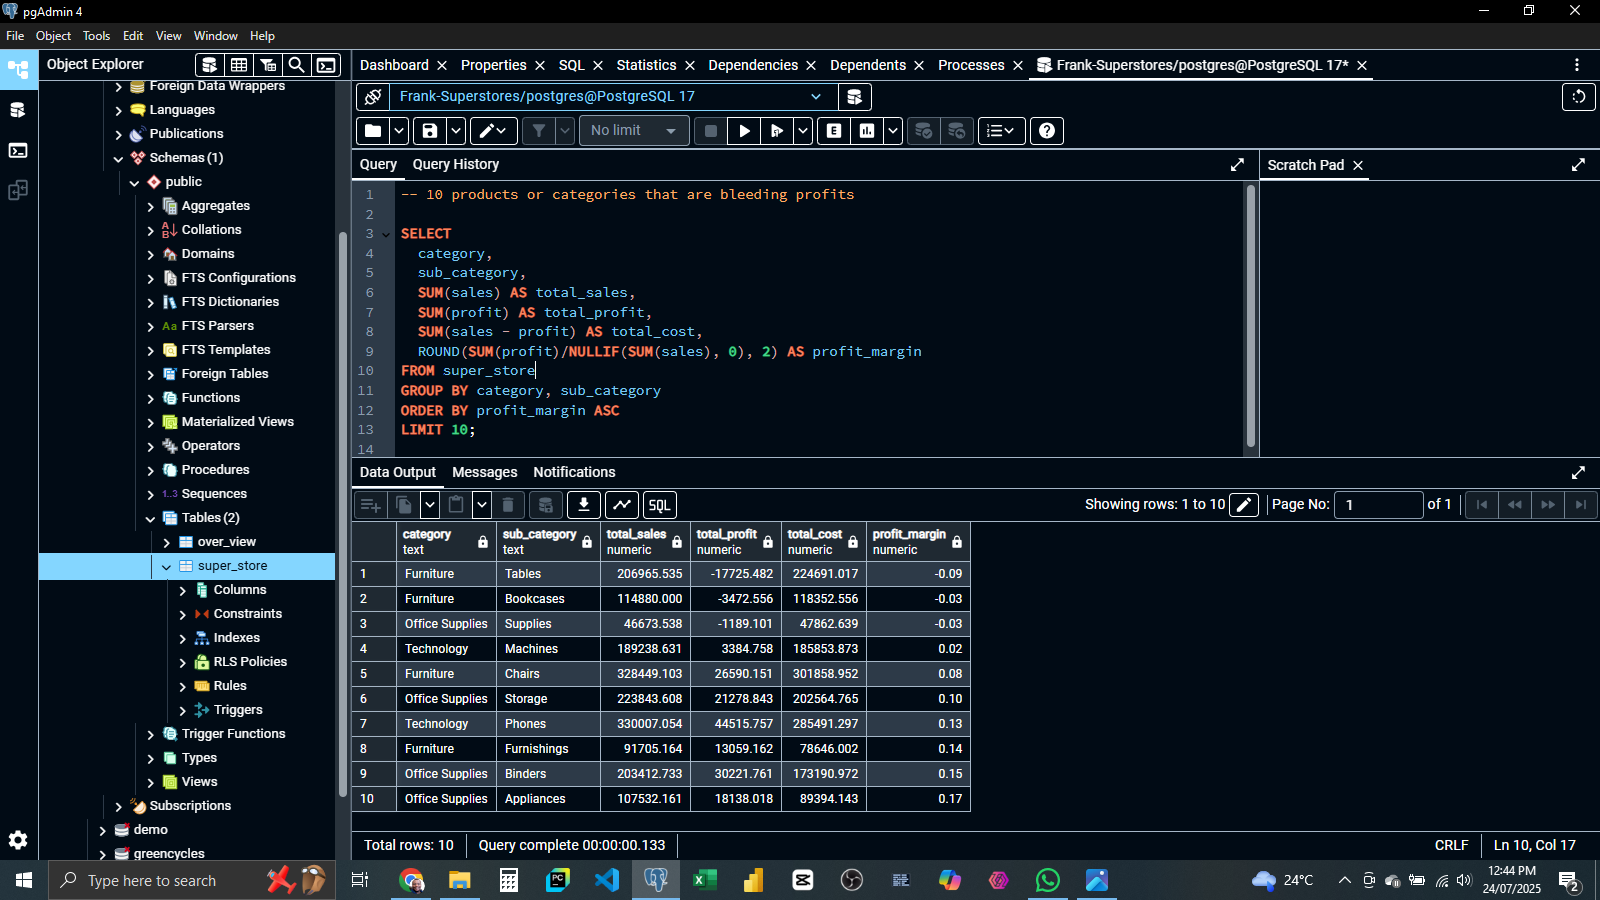 pgAdmin 4
File Object Tools Edit View Window Help
Object Explorer
Foreign Data Wrappers
Languages
Publications
Schemas (1)
public
Aggregates
Collations
Domains
FTS Configurations
FTS Dictionaries
Aa FTS Parsers
FTS Templates
Foreign Tables
Functions
Materialized Views
Operators
Procedures
1..3 Sequences
Tables (2)
over_view
super_store
Columns
Constraints
Indexes
RLS Policies
Rules
Triggers
Trigger Functions
Types
Views
Subscriptions
demo
greencycles
Dashboard Properties SQL Statistics Dependencies Dependents Processes Frank-Superstores/postgres@PostgreSQL 17*
Frank-Superstores/postgres@PostgreSQL 17
No limit E
Query Query History
Scratch Pad
1 -- 10 products or categories that are bleeding profits
2
3 SELECT
4 category,
5 sub_category,
6 SUM(sales) AS total_sales,
7 SUM(profit) AS total_profit,
8 SUM(sales - profit) AS total_cost,
9 ROUND(SUM(profit)/NULLIF(SUM(sales), 0), 2) AS profit_margin
10 FROM super_store
11 GROUP BY category, sub_category
12 ORDER BY profit_margin ASC
13 LIMIT 10;
14
Data Output Messages Notifications
SQL Showing rows: 1 to 10 Page No: 1 of 1
category sub_category total_sales total_profit total_cost profit_margin
text text numeric numeric numeric numeric
1 Furniture Tables 206965.535 -17725.482 224691.017 -0.09
2 Furniture Bookcases 114880.000 -3472.556 118352.556 -0.03
3 Office Supplies Supplies 46673.538 -1189.101 47862.639 -0.03
4 Technology Machines 189238.631 3384.758 185853.873 0.02
5 Furniture Chairs 328449.103 26590.151 301858.952 0.08
6 Office Supplies Storage 223843.608 21278.843 202564.765 0.10
7 Technology Phones 330007.054 44515.757 285491.297 0.13
8 Furniture Furnishings 91705.164 13059.162 78646.002 0.14
9 Office Supplies Binders 203412.733 30221.761 173190.972 0.15
10 Office Supplies Appliances 107532.161 18138.018 89394.143 0.17
Total rows: 10 Query complete 00:00:00.133 CRLF Ln 10, Col 17
Type here to search
24°C
12:44 PM
24/07/2025
2